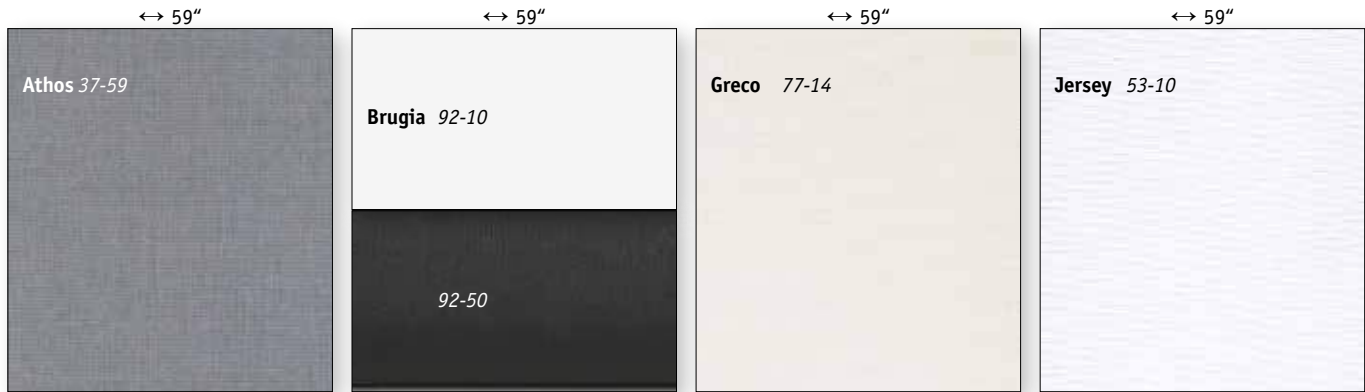 ↔ 59“
↔ 59“
↔ 59“
↔ 59“
Athos 37-59
Brugia 92-10
92-50
Greco 77-14
Jersey 53-10